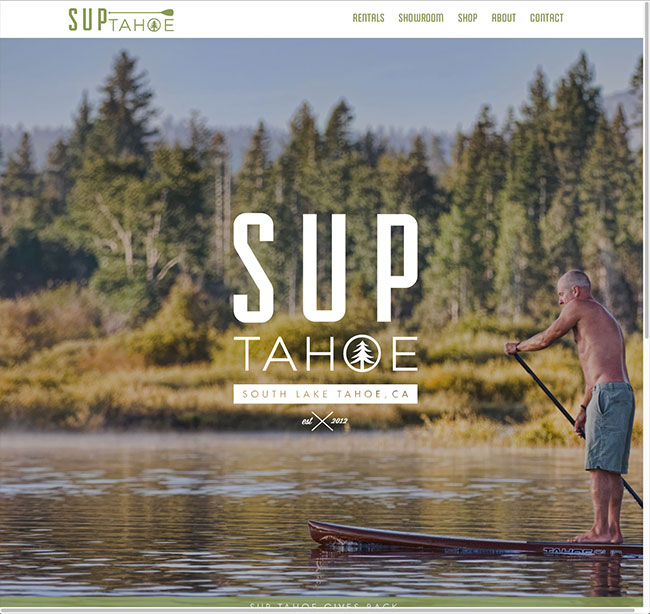 SUP
TAHOE
RENTALS SHOWROOM SHOP ABOUT CONTACT
SUP
TAHOE
SOUTH LAKE TAHOE, CA
est 2012
TAHOE
SUP TAHOE GIVES BACK